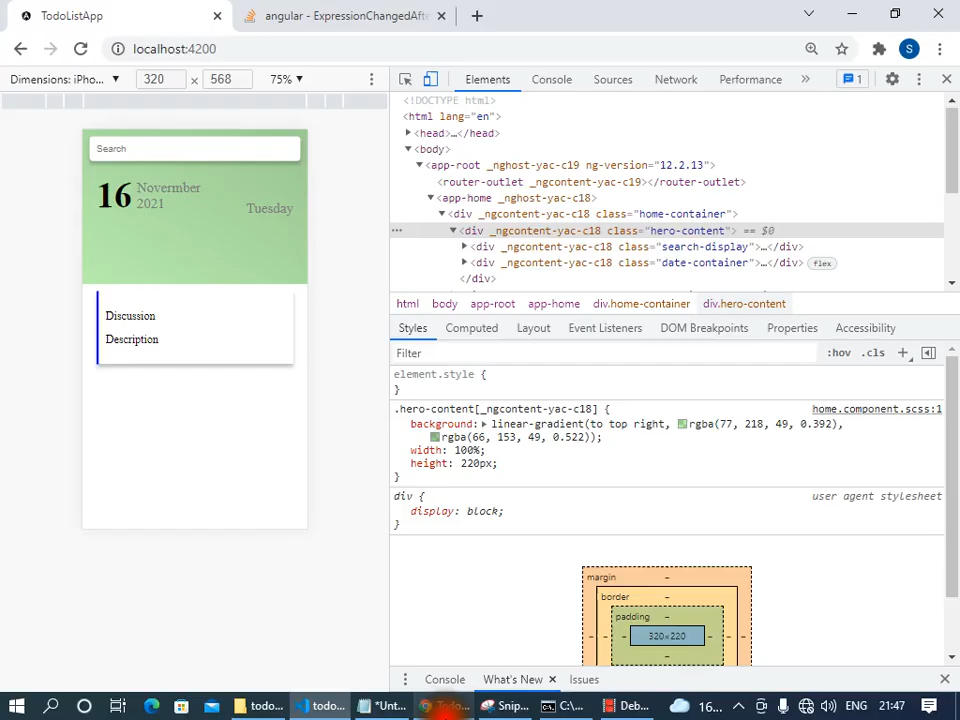 TodoListApp
angular - ExpressionChangedAfte
localhost:4200
S
Dimensions: iPho... 320 × 568 75%
Elements Console Sources Network Performance » 1
<!DOCTYPE html>
<html lang="en">
<head>…</head>
<body>
<app-root _nghost-yac-c19 ng-version="12.2.13">
<router-outlet _ngcontent-yac-c19></router-outlet>
<app-home _nghost-yac-c18>
<div _ngcontent-yac-c18 class="home-container">
<div _ngcontent-yac-c18 class="hero-content"> == $0
<div _ngcontent-yac-c18 class="search-display">…</div>
<div _ngcontent-yac-c18 class="date-container">…</div> flex
</div>
html body app-root app-home div.home-container div.hero-content
Styles Computed Layout Event Listeners DOM Breakpoints Properties Accessibility
Filter :hov .cls +
element.style {
}
.hero-content[_ngcontent-yac-c18] { home.component.scss:1
background: linear-gradient(to top right, rgba(77, 218, 49, 0.392),
rgba(66, 153, 49, 0.522));
width: 100%;
height: 220px;
}
div { user agent stylesheet
display: block;
}
margin -
border -
padding -
- - - 320×220 - - -
-
Console What's New Issues
Search
16 Novermber
2021
Tuesday
Discussion
Description
todo... todo... *Unt... Todo... Snip... C:\... Deb... 16... ENG 21:47